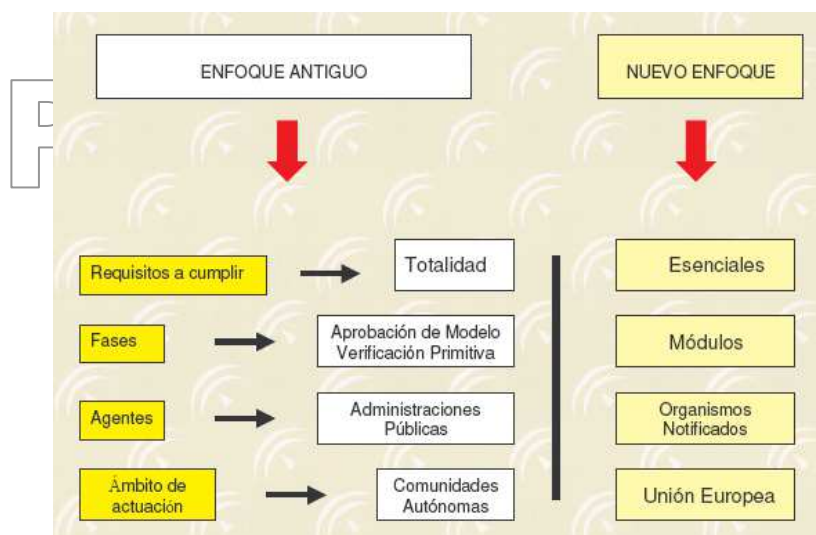 ENFOQUE ANTIGUO
NUEVO ENFOQUE
Requisitos a cumplir
Totalidad
Esenciales
Fases
Aprobación de Modelo
Verificación Primitiva
Módulos
Agentes
Administraciones
Públicas
Organismos
Notificados
Ámbito de
actuación
Comunidades
Autónomas
Unión Europea